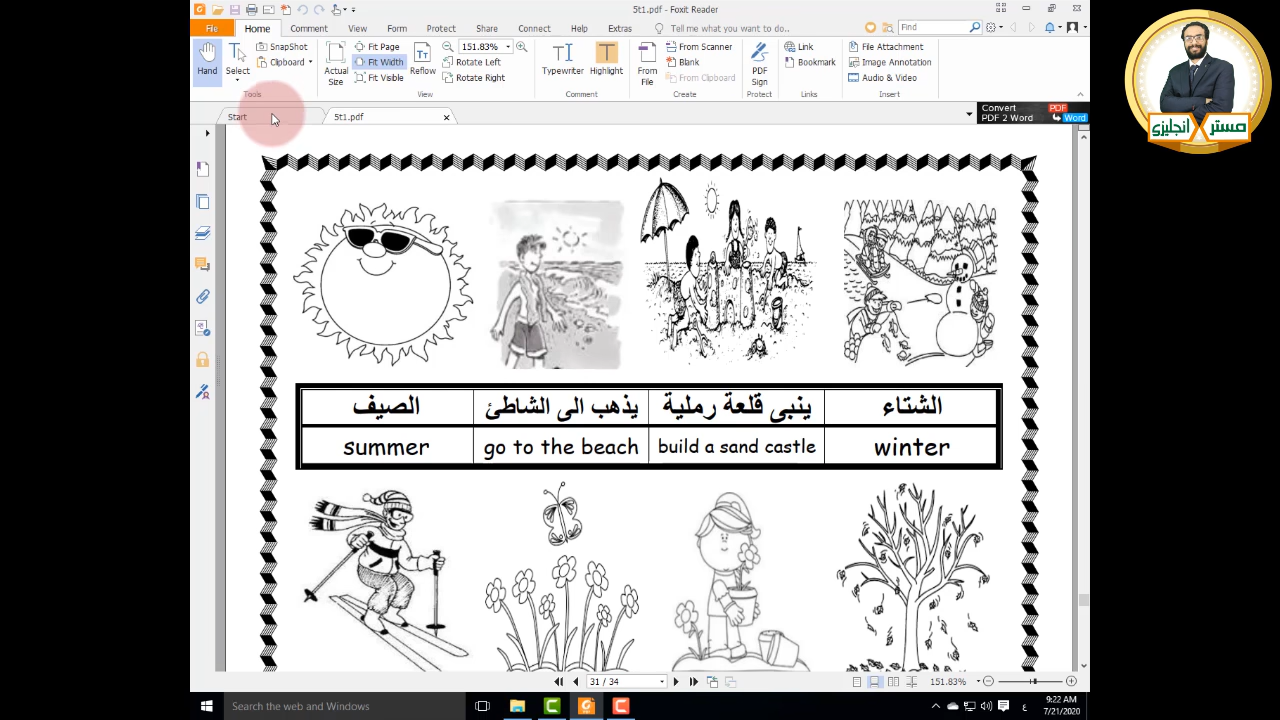 5t1.pdf - Foxit Reader
File Home Comment View Form Protect Share Connect Help Extras Tell me what you want to do... Find
Hand
Select
SnapShot
Clipboard
Actual Size
Fit Page
Fit Width
Fit Visible
Reflow
151.83%
Rotate Left
Rotate Right
Typewriter
Highlight
From File
From Scanner
Blank
From Clipboard
PDF Sign
Link
Bookmark
File Attachment
Image Annotation
Audio & Video
Tools View Comment Create Protect Links Insert
Start 5t1.pdf
Convert PDF
PDF 2 Word Word
مستر X انجليزى
الصيف يذهب الى الشاطئ ينبى قلعة رملية الشتاء
summer go to the beach build a sand castle winter
31 / 34
151.83%
Search the web and Windows
ع
9:22 AM
7/21/2020